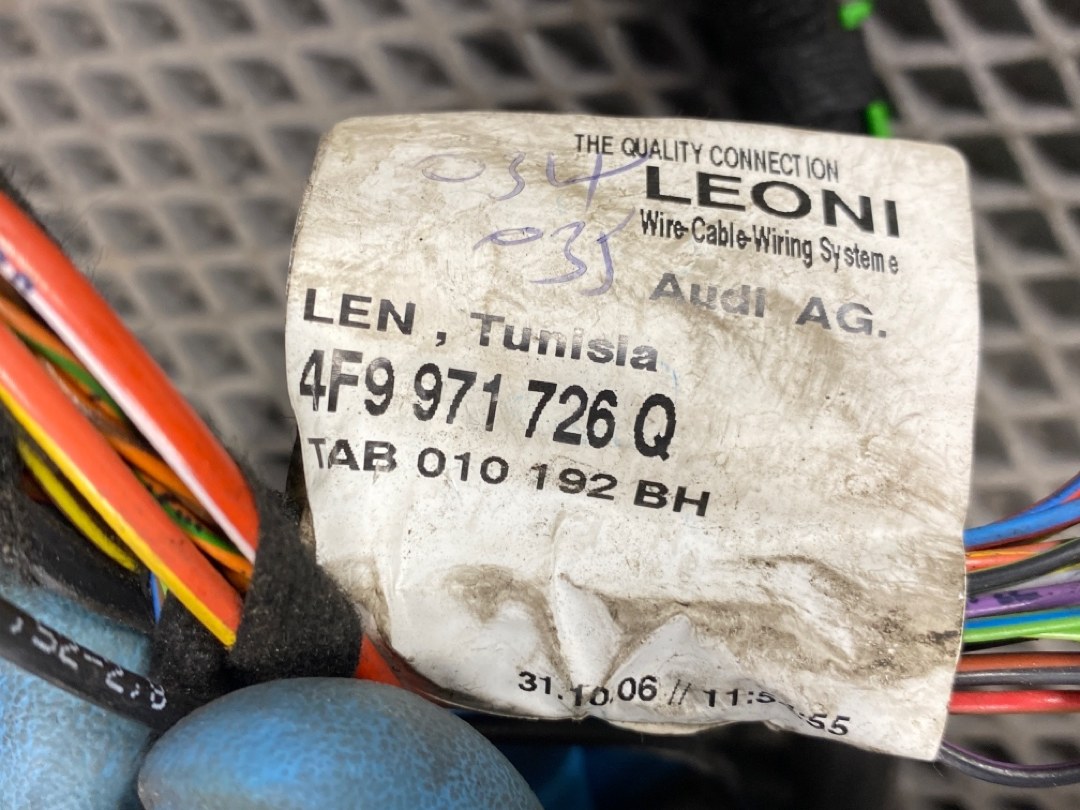 THE QUALITY CONNECTION
LEONI
Wire-Cable-Wiring Systeme
034
035
Audi AG.
LEN , Tunisia
4F9 971 726 Q
TAB 010 192 BH
31.10.06 //